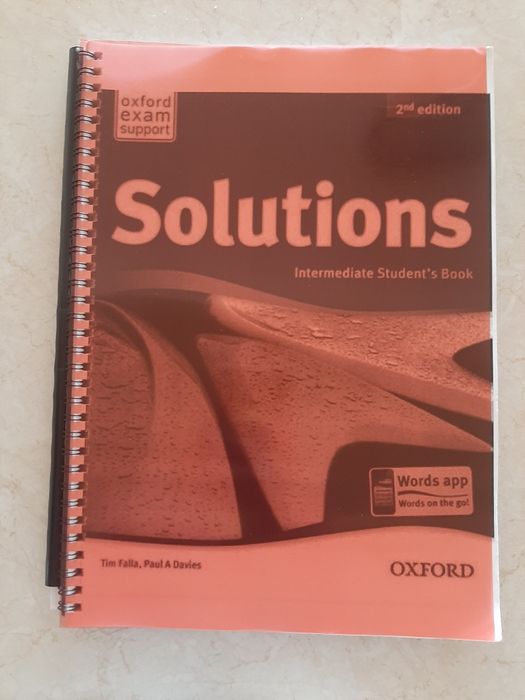 oxford
exam
support
2nd edition
Solutions
Intermediate Student's Book
Words app
Words on the go!
Tim Falla, Paul A Davies
OXFORD